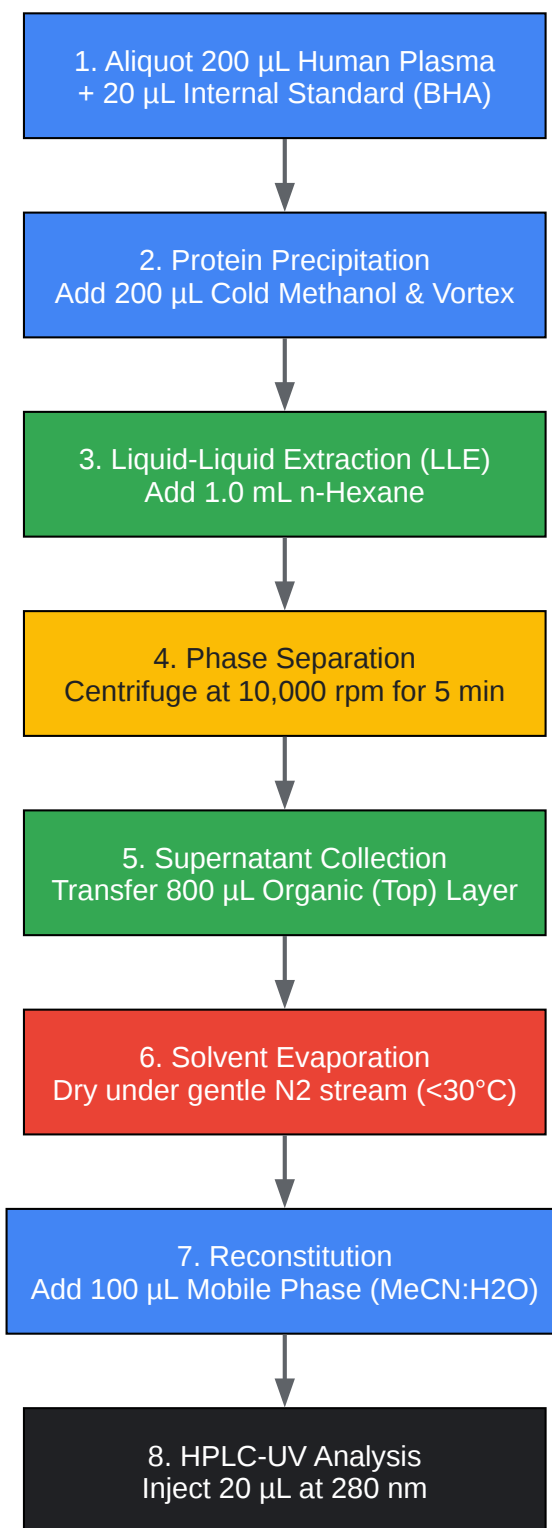 1. Aliquot 200 µL Human Plasma
+ 20 µL Internal Standard (BHA)
2. Protein Precipitation
Add 200 µL Cold Methanol & Vortex
3. Liquid-Liquid Extraction (LLE)
Add 1.0 mL n-Hexane
4. Phase Separation
Centrifuge at 10,000 rpm for 5 min
5. Supernatant Collection
Transfer 800 µL Organic (Top) Layer
6. Solvent Evaporation
Dry under gentle N2 stream (<30°C)
7. Reconstitution
Add 100 µL Mobile Phase (MeCN:H2O)
8. HPLC-UV Analysis
Inject 20 µL at 280 nm